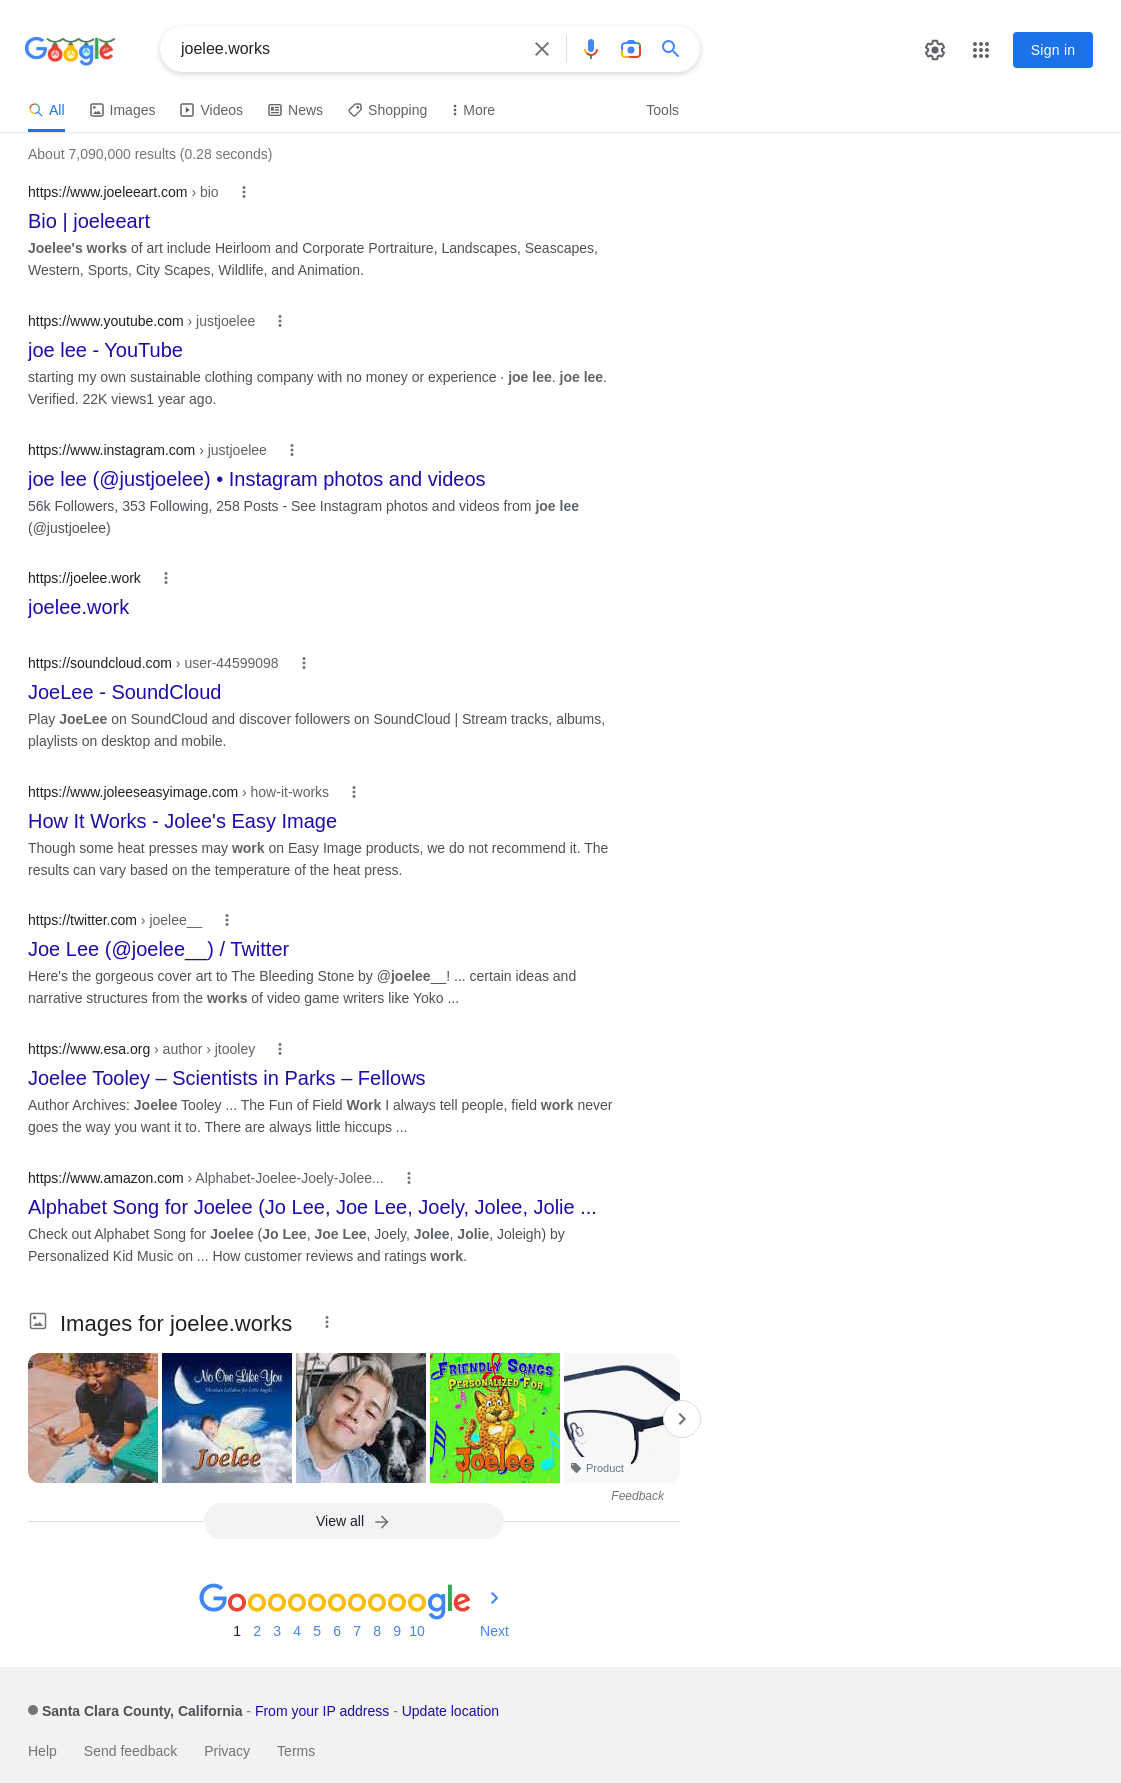 Google
joelee.works
Sign in
All
Images
Videos
News
Shopping
More
Tools
About 7,090,000 results (0.28 seconds)
https://www.joeleeart.com › bio
Bio | joeleeart
Joelee's works of art include Heirloom and Corporate Portraiture, Landscapes, Seascapes,
Western, Sports, City Scapes, Wildlife, and Animation.
https://www.youtube.com › justjoelee
joe lee - YouTube
starting my own sustainable clothing company with no money or experience · joe lee. joe lee.
Verified. 22K views1 year ago.
https://www.instagram.com › justjoelee
joe lee (@justjoelee) • Instagram photos and videos
56k Followers, 353 Following, 258 Posts - See Instagram photos and videos from joe lee
(@justjoelee)
https://joelee.work
joelee.work
https://soundcloud.com › user-44599098
JoeLee - SoundCloud
Play JoeLee on SoundCloud and discover followers on SoundCloud | Stream tracks, albums,
playlists on desktop and mobile.
https://www.joleeseasyimage.com › how-it-works
How It Works - Jolee's Easy Image
Though some heat presses may work on Easy Image products, we do not recommend it. The
results can vary based on the temperature of the heat press.
https://twitter.com › joelee__
Joe Lee (@joelee__) / Twitter
Here's the gorgeous cover art to The Bleeding Stone by @joelee__! ... certain ideas and
narrative structures from the works of video game writers like Yoko ...
https://www.esa.org › author › jtooley
Joelee Tooley – Scientists in Parks – Fellows
Author Archives: Joelee Tooley ... The Fun of Field Work I always tell people, field work never
goes the way you want it to. There are always little hiccups ...
https://www.amazon.com › Alphabet-Joelee-Joely-Jolee...
Alphabet Song for Joelee (Jo Lee, Joe Lee, Joely, Jolee, Jolie ...
Check out Alphabet Song for Joelee (Jo Lee, Joe Lee, Joely, Jolee, Jolie, Joleigh) by
Personalized Kid Music on ... How customer reviews and ratings work.
Images for joelee.works
No One Like You
Christian Lullabies for Little Angels
Joelee
FRIENDLY SONGS
PERSONALIZED FOR
JOELEE
Product
Feedback
View all
Goooooooooogle
1 2 3 4 5 6 7 8 9 10 Next
Santa Clara County, California - From your IP address - Update location
Help Send feedback Privacy Terms